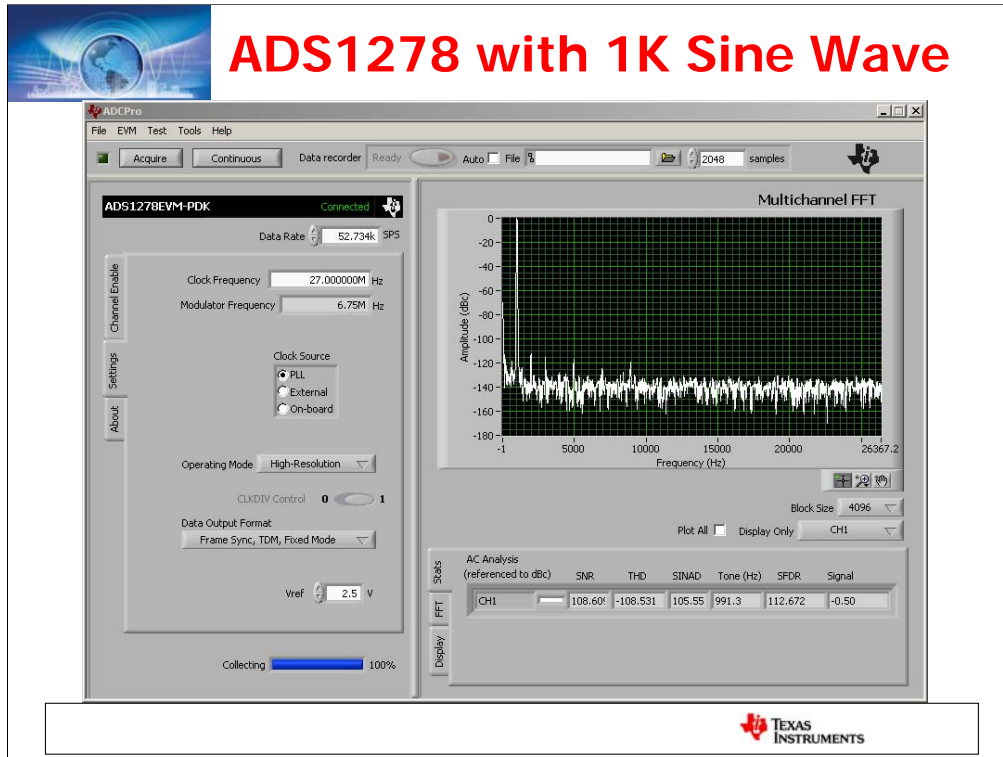 ADS1278 with 1K Sine Wave
ADCPro
File EVM Test Tools Help
Acquire Continuous Data recorder Ready Auto File 2048 samples
ADS1278EVM-PDK Connected
Data Rate 52.734k SPS
Channel Enable
Settings
About
Clock Frequency 27.000000M Hz
Modulator Frequency 6.75M Hz
Clock Source
PLL
External
On-board
Operating Mode High-Resolution
CLKDIV Control 0 1
Data Output Format
Frame Sync, TDM, Fixed Mode
Vref 2.5 V
Collecting 100%
Multichannel FFT
Amplitude (dBc)
0
-20
-40
-60
-80
-100
-120
-140
-160
-180
-1 5000 10000 15000 20000 26367.2
Frequency (Hz)
Block Size 4096
Plot All Display Only CH1
Stats
FFT
Display
AC Analysis
(referenced to dBc) SNR THD SINAD Tone (Hz) SFDR Signal
CH1 108.609 -108.531 105.55 991.3 112.672 -0.50
TEXAS
INSTRUMENTS